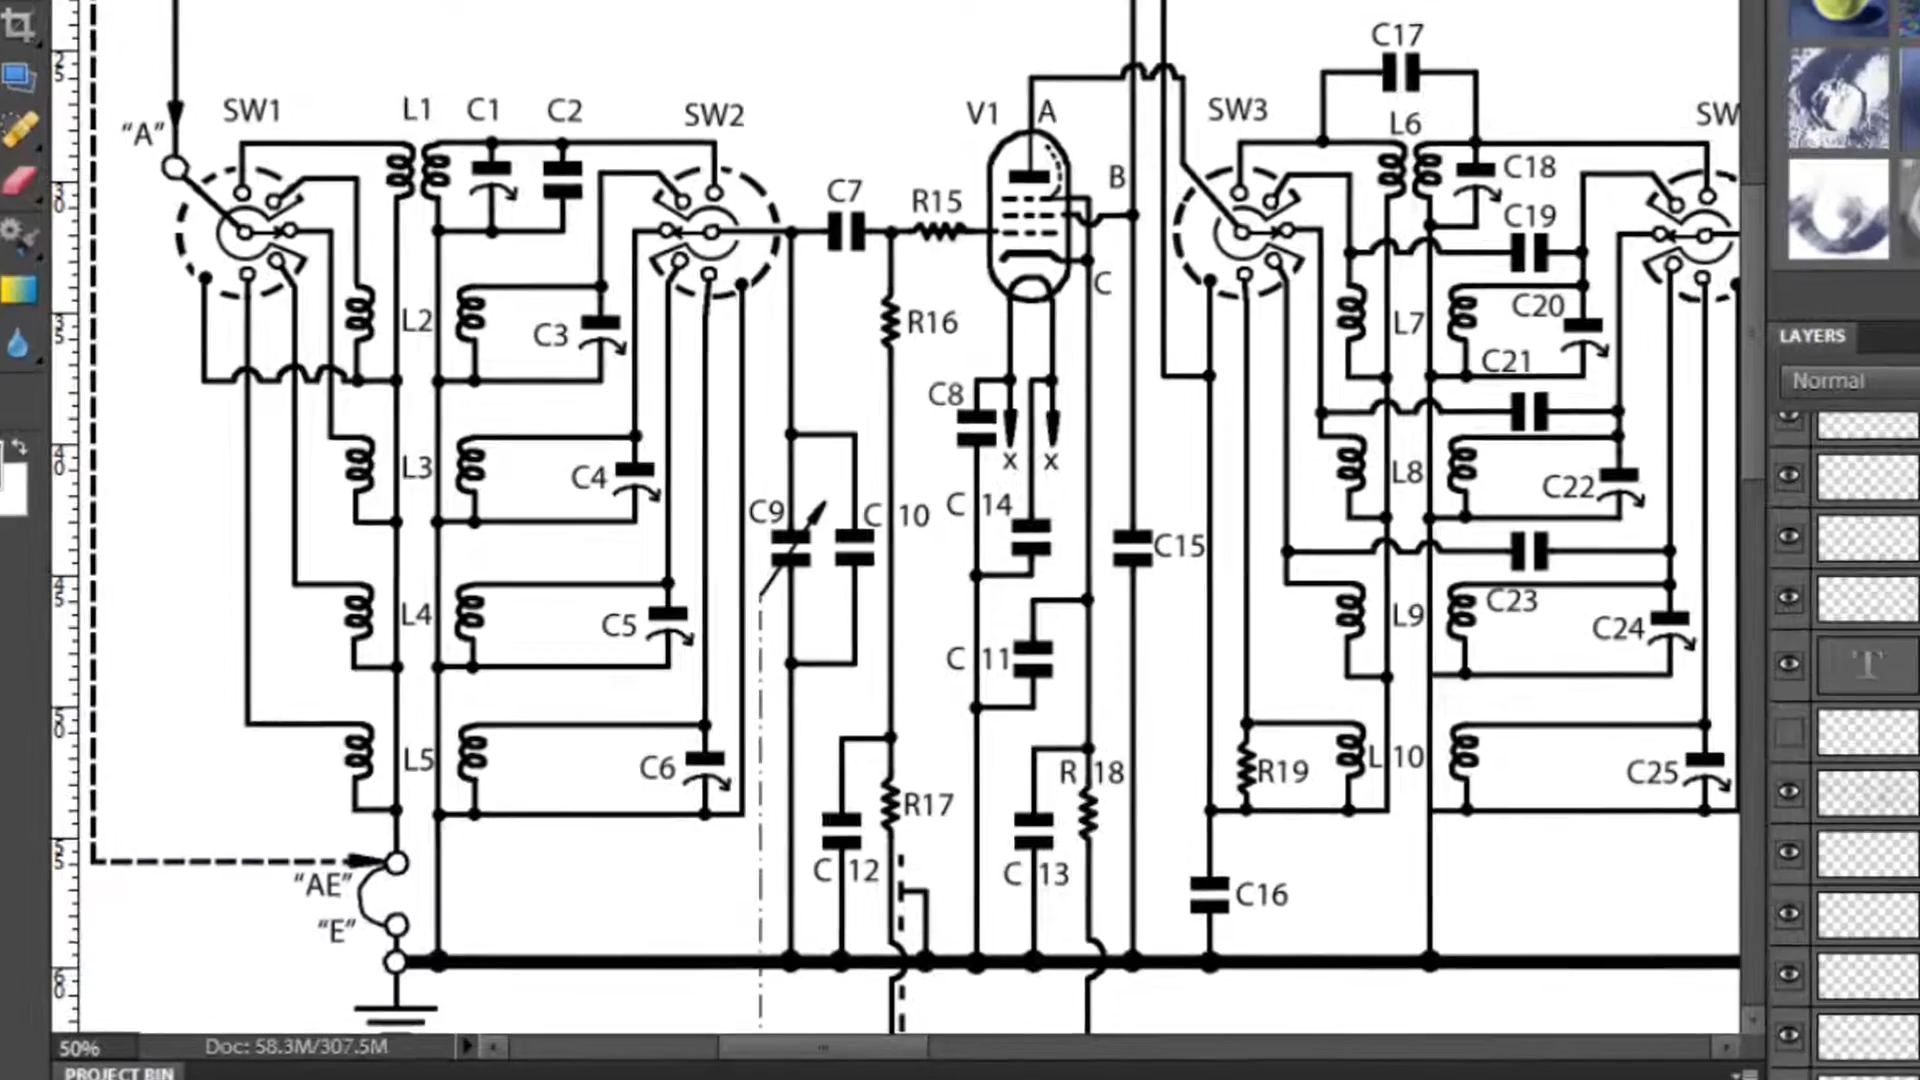 C17
SW1
L1
C1
C2
SW2
V1
A
SW3
L6
SW
"A"
C18
B
C7
R15
C19
C
C20
L2
C3
R16
L7
C21
LAYERS
Normal
C8
x
x
L3
C4
L8
C22
C9
C 10
C 14
C15
L4
C5
C 11
L9
C23
C24
L5
C6
R17
R 18
R19
L 10
C25
C 12
C 13
"AE"
"E"
C16
50%
Doc: 58.3M/307.5M
PROJECT BIN